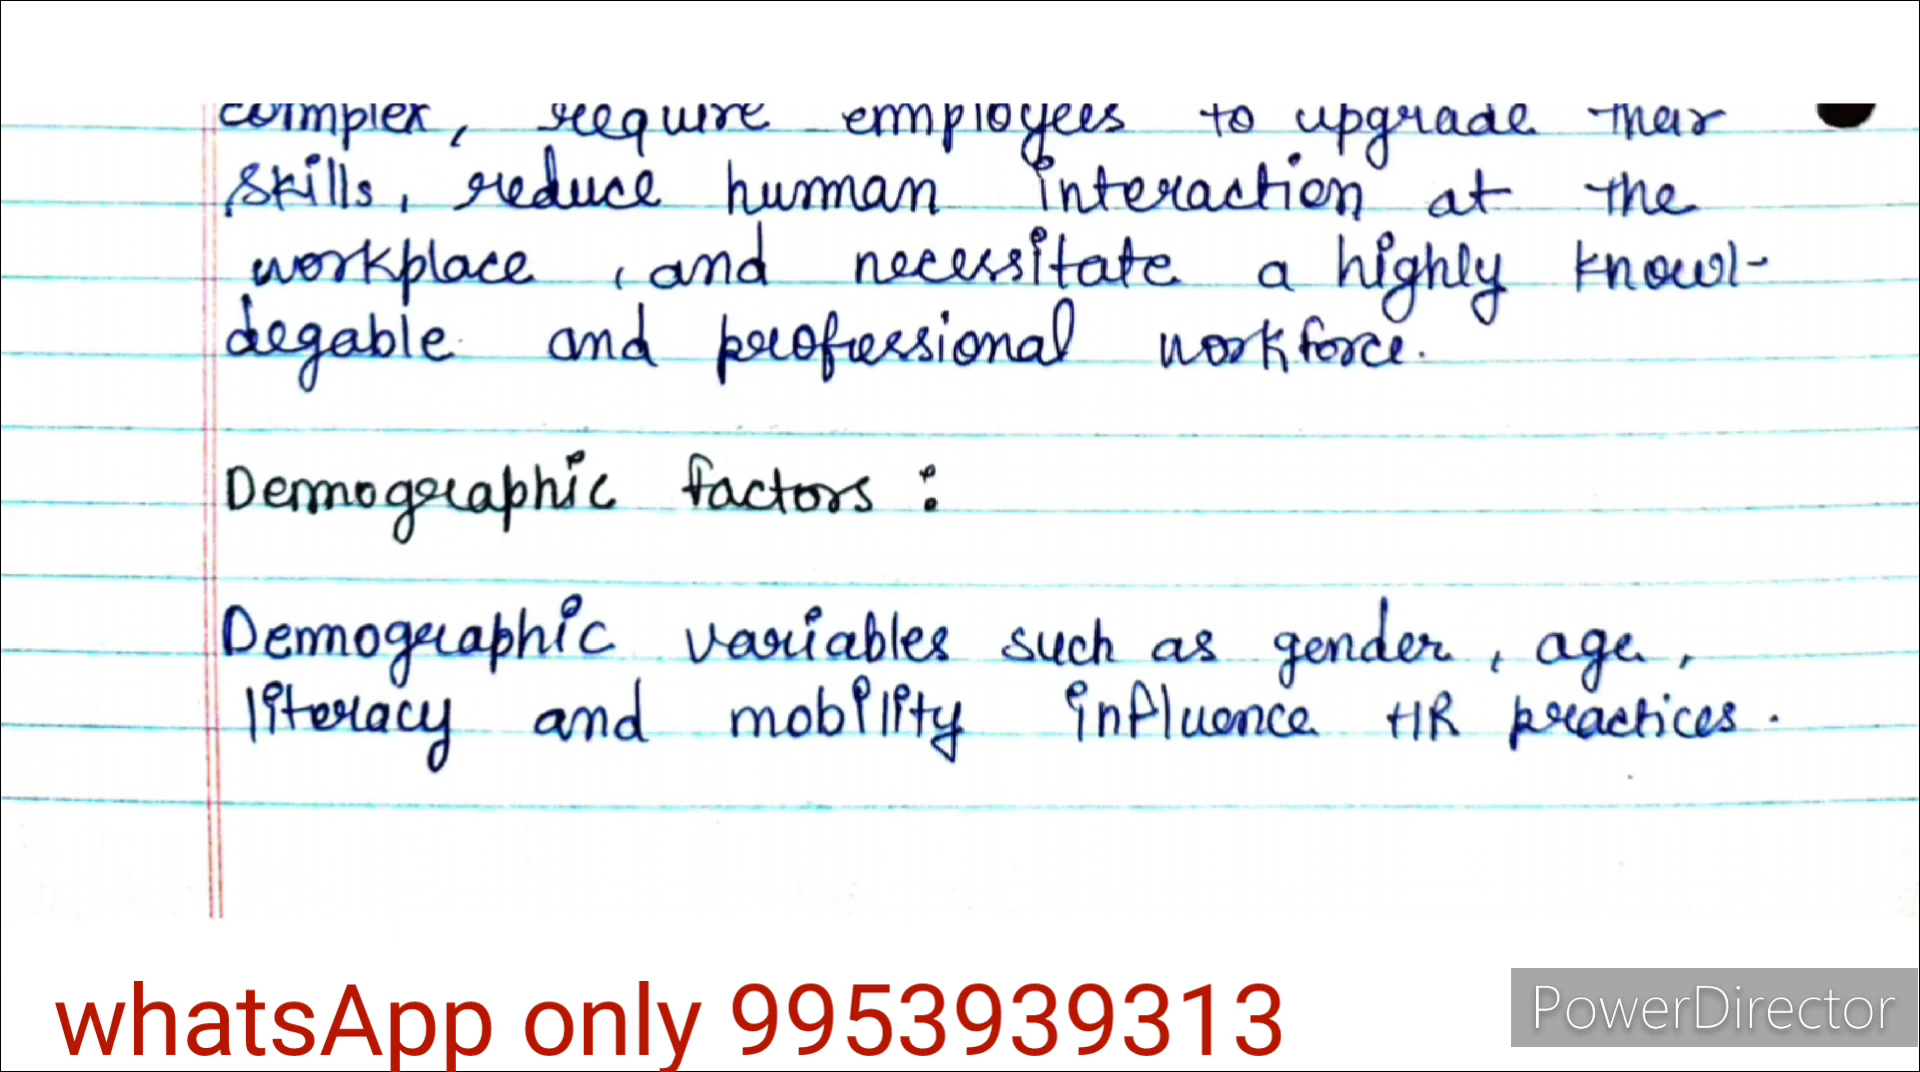 complex, require employees to upgrade their
skills, reduce human interaction at the
workplace, and necessitate a highly knowl-
degable and professional workforce.
Demographic factors :
Demographic variables such as gender, age,
literacy and mobility influence HR practices.
whatsApp only 9953939313
PowerDirector